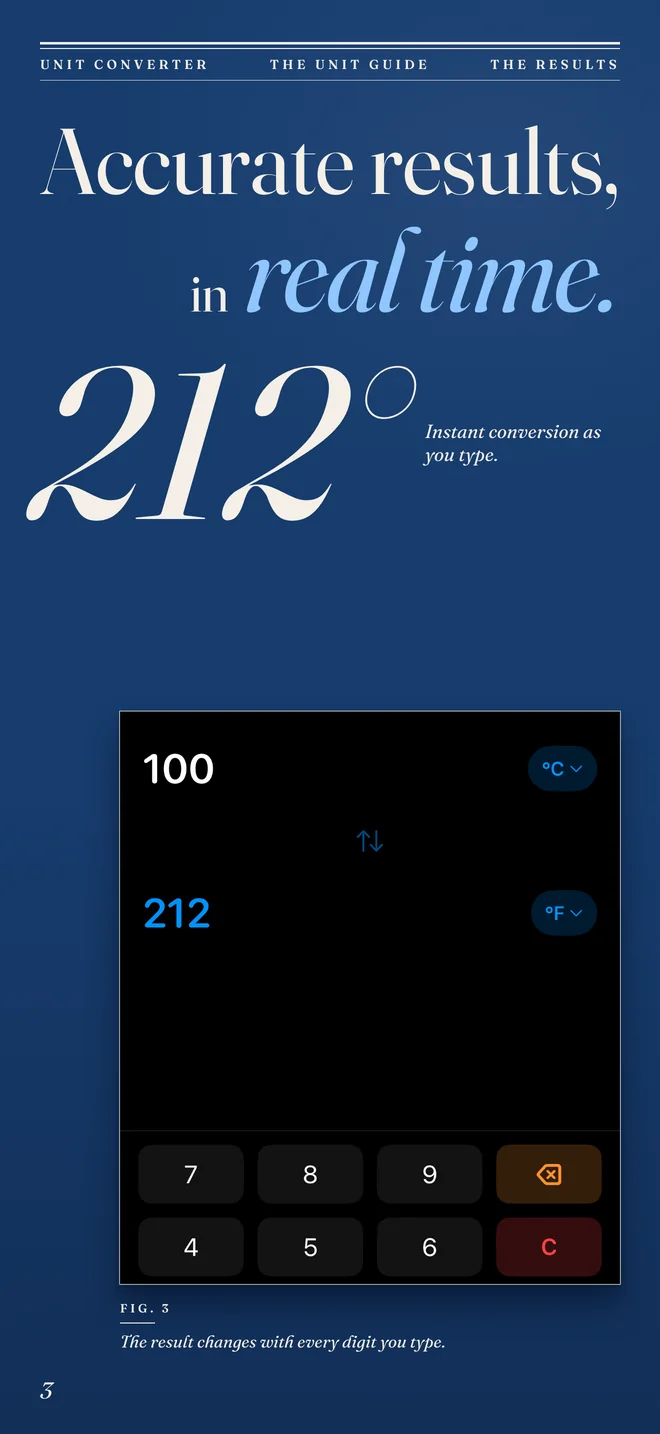 UNIT CONVERTER THE UNIT GUIDE THE RESULTS
Accurate results,
in real time.
212°
Instant conversion as
you type.
100 °C
212 °F
7 8 9
4 5 6 C
FIG. 3
The result changes with every digit you type.
3